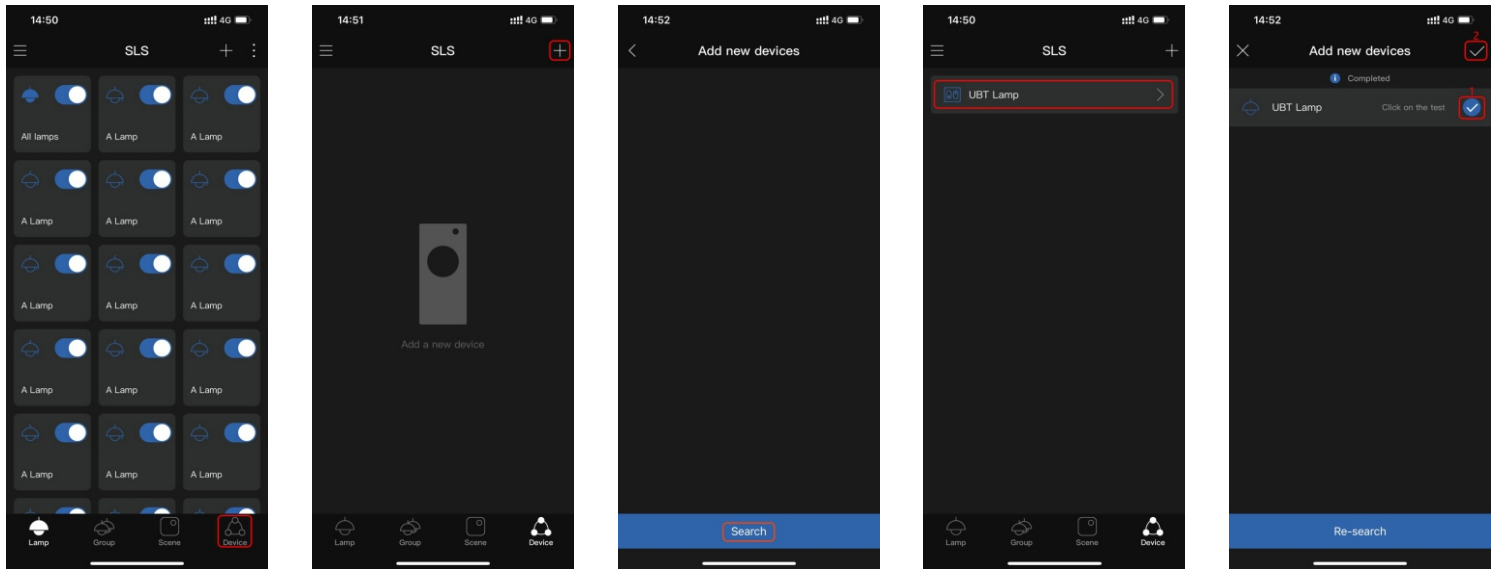 14:50 4G
SLS
All lamps A Lamp A Lamp
A Lamp A Lamp A Lamp
A Lamp A Lamp A Lamp
A Lamp A Lamp A Lamp
A Lamp A Lamp A Lamp
Lamp Group Scene Device
14:51 4G
SLS
Add a new device
Lamp Group Scene Device
14:52 4G
Add new devices
Search
14:50 4G
SLS
UBT Lamp
Lamp Group Scene Device
14:52 4G
Add new devices 2
Completed
1
UBT Lamp Click on the test
Re-search